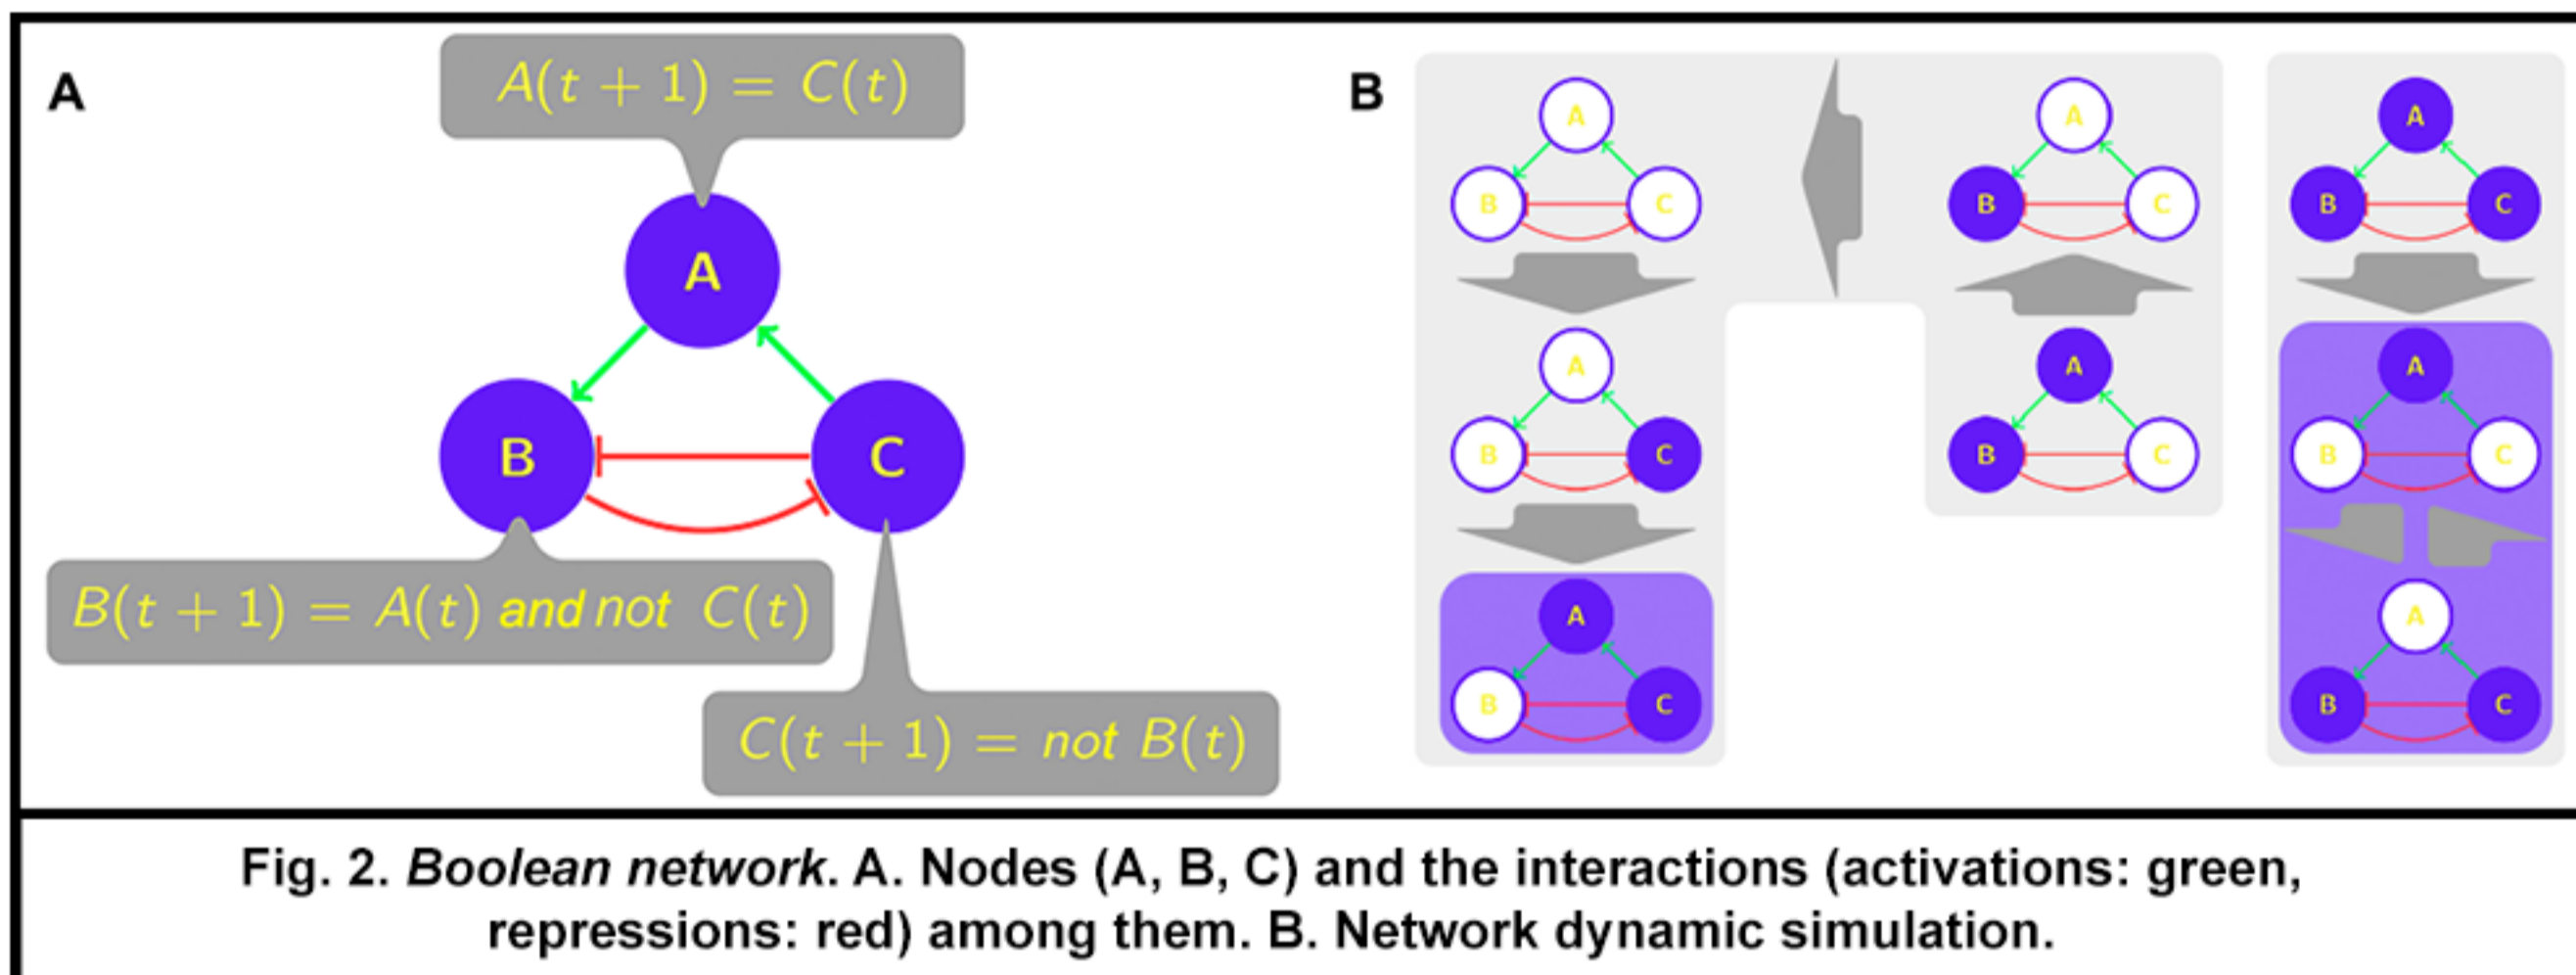 A
A(t + 1) = C(t)
A
B
C
B(t + 1) = A(t) and not C(t)
C(t + 1) = not B(t)
B
A
B C
A
B C
A
B C
A
B C
A
B C
A
B C
A
B C
A
B C
Fig. 2. Boolean network. A. Nodes (A, B, C) and the interactions (activations: green,
repressions: red) among them. B. Network dynamic simulation.